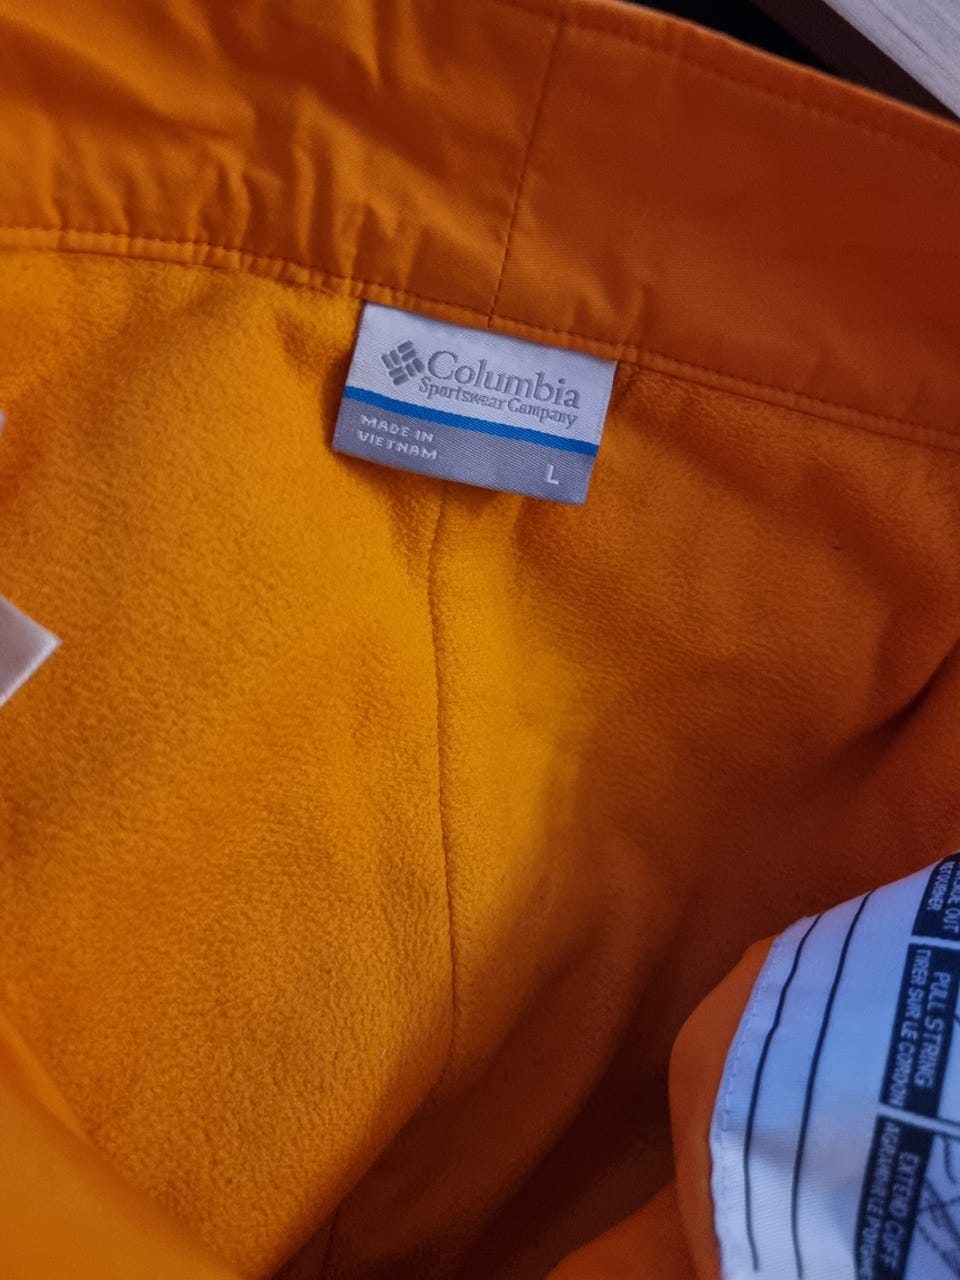 Columbia
Sportswear Company
MADE IN
VIETNAM
L
PULL STRING
TIRER SUR LE CORDON
EXTEND CUFF